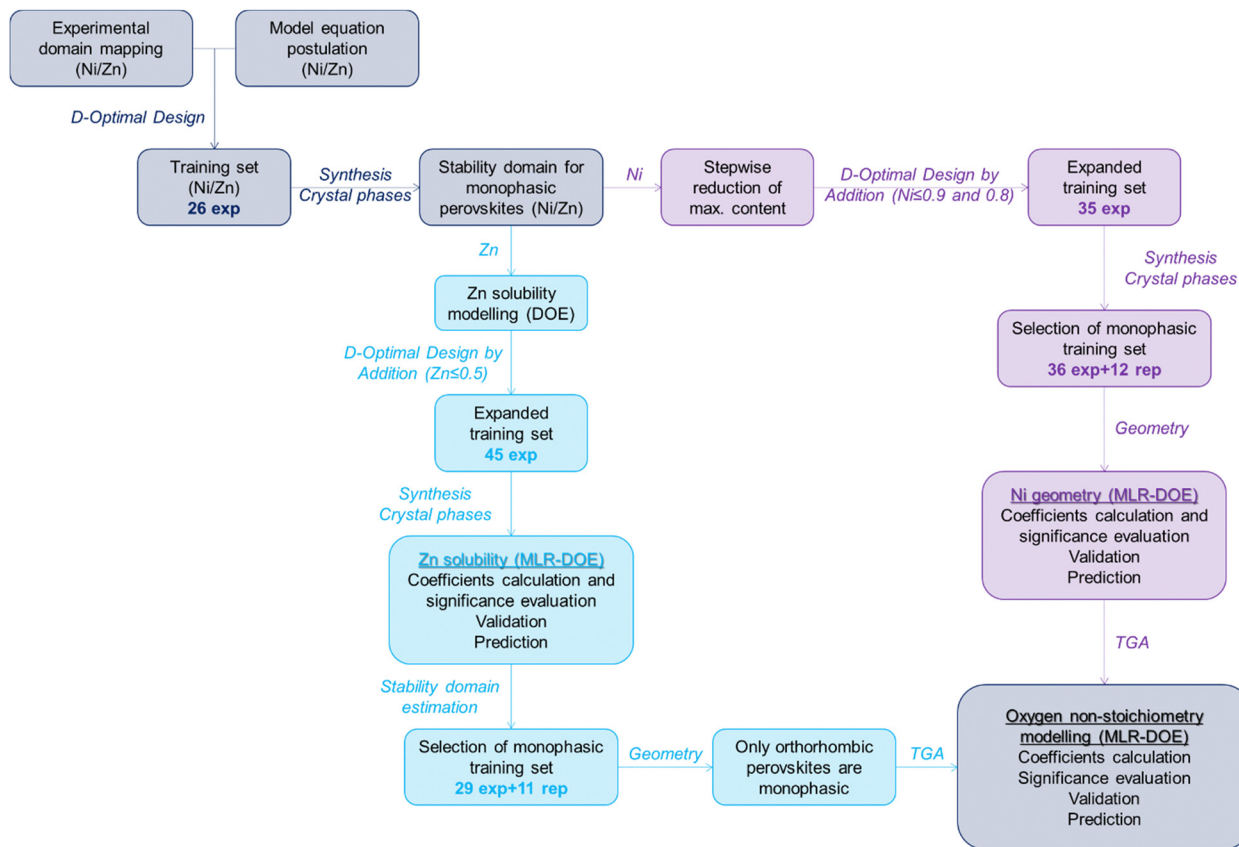 Experimental
domain mapping
(Ni/Zn)
Model equation
postulation
(Ni/Zn)
D-Optimal Design
Training set
(Ni/Zn)
26 exp
Synthesis
Crystal phases
Stability domain for
monophasic
perovskites (Ni/Zn)
Ni
Stepwise
reduction of
max. content
D-Optimal Design by
Addition (Ni≤0.9 and 0.8)
Expanded
training set
35 exp
Zn
Zn solubility
modelling (DOE)
D-Optimal Design by
Addition (Zn≤0.5)
Expanded
training set
45 exp
Synthesis
Crystal phases
Zn solubility (MLR-DOE)
Coefficients calculation and
significance evaluation
Validation
Prediction
Stability domain
estimation
Selection of monophasic
training set
29 exp+11 rep
Geometry
Only orthorhombic
perovskites are
monophasic
TGA
Synthesis
Crystal phases
Selection of monophasic
training set
36 exp+12 rep
Geometry
Ni geometry (MLR-DOE)
Coefficients calculation and
significance evaluation
Validation
Prediction
TGA
Oxygen non-stoichiometry
modelling (MLR-DOE)
Coefficients calculation
Significance evaluation
Validation
Prediction